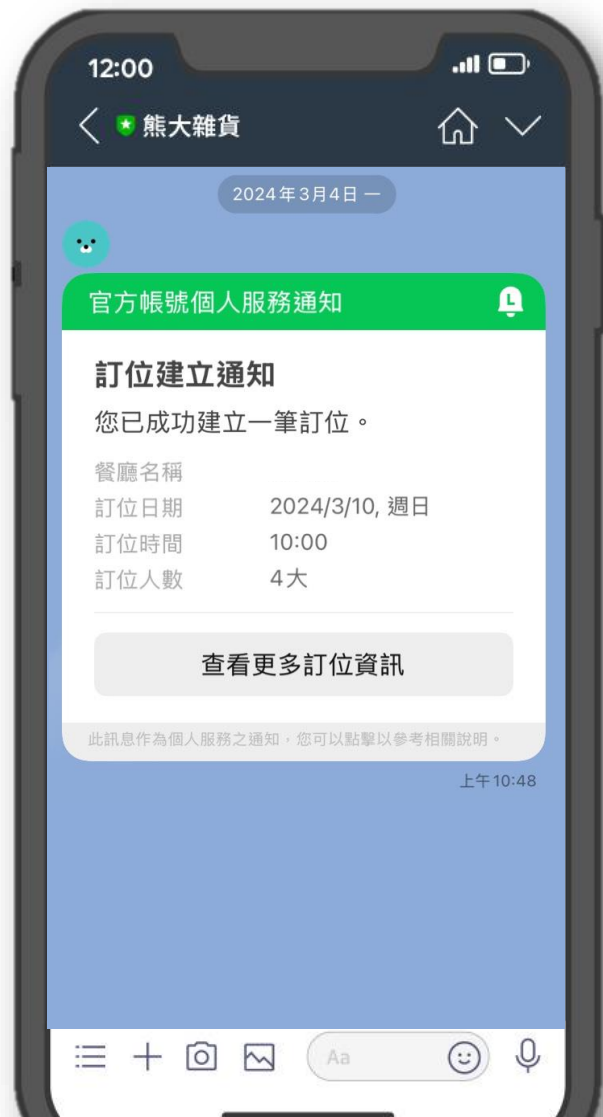 12:00
熊大雜貨
2024年3月4日 一
官方帳號個人服務通知
訂位建立通知
您已成功建立一筆訂位。
餐廳名稱
訂位日期 2024/3/10, 週日
訂位時間 10:00
訂位人數 4大
查看更多訂位資訊
此訊息作為個人服務之通知，您可以點擊以參考相關說明。
上午10:48
Aa